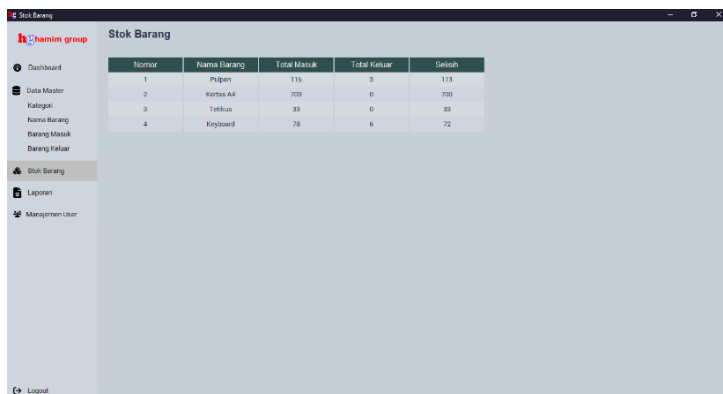 Stok Barang
hg hamim group
Dashboard
Data Master
Kategori
Nama Barang
Barang Masuk
Barang Keluar
Stok Barang
Laporan
Manajemen User
Logout
Stok Barang
Nomor Nama Barang Total Masuk Total Keluar Selisih
1 Pulpen 116 3 113
2 Kertas A4 700 0 700
3 Tetikus 33 0 33
4 Keyboard 78 6 72